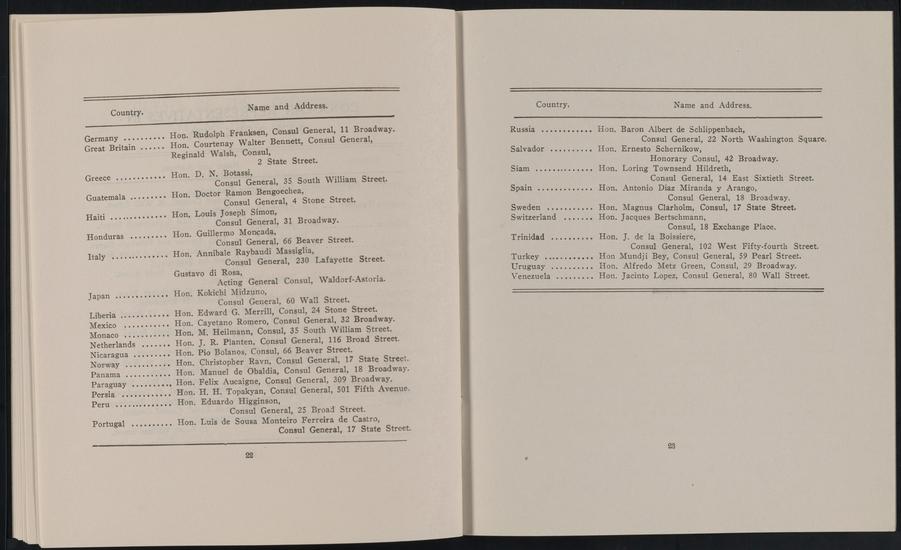 Country. Name and Address.
Germany .......... Hon. Rudolph Franksen, Consul General, 11 Broadway.
Great Britain ...... Hon. Courtenay Walter Bennett, Consul General,
Reginald Walsh, Consul,
2 State Street.
Greece ............ Hon. D. N. Botassi,
Consul General, 35 South William Street.
Guatemala ......... Hon. Doctor Ramon Bengoechea,
Consul General, 4 Stone Street.
Haiti .............. Hon. Louis Joseph Simon,
Consul General, 31 Broadway.
Honduras ......... Hon. Guillermo Moncada,
Consul General, 66 Beaver Street.
Italy .............. Hon. Annibale Raybaudi Massiglia,
Consul General, 230 Lafayette Street.
Gustavo di Rosa,
Acting General Consul, Waldorf-Astoria.
Japan ............. Hon. Kokichi Midzuno,
Consul General, 60 Wall Street.
Liberia ............ Hon. Edward G. Merrill, Consul, 24 Stone Street.
Mexico ........... Hon. Cayetano Romero, Consul General, 32 Broadway.
Monaco ........... Hon. M. Heilmann, Consul, 35 South William Street.
Netherlands ....... Hon. J. R. Planten, Consul General, 116 Broad Street.
Nicaragua ......... Hon. Pio Bolanos, Consul, 66 Beaver Street.
Norway ........... Hon. Christopher Ravn, Consul General, 17 State Street.
Panama ........... Hon. Manuel de Obaldia, Consul General, 18 Broadway.
Paraguay .......... Hon. Felix Aucaigne, Consul General, 309 Broadway.
Persia ............ Hon. H. H. Topakyan, Consul General, 501 Fifth Avenue.
Peru .............. Hon. Eduardo Higginson,
Consul General, 25 Broad Street.
Portugal .......... Hon. Luis de Sousa Monteiro Ferreira de Castro,
Consul General, 17 State Street.
22
Country. Name and Address.
Russia ............ Hon. Baron Albert de Schlippenbach,
Consul General, 22 North Washington Square.
Salvador .......... Hon. Ernesto Schernikow,
Honorary Consul, 42 Broadway.
Siam .............. Hon. Loring Townsend Hildreth,
Consul General, 14 East Sixtieth Street.
Spain ............. Hon. Antonio Diaz Miranda y Arango,
Consul General, 18 Broadway.
Sweden ........... Hon. Magnus Clarholm, Consul, 17 State Street.
Switzerland ....... Hon. Jacques Bertschmann,
Consul, 18 Exchange Place.
Trinidad .......... Hon. J. de la Boissiere,
Consul General, 102 West Fifty-fourth Street.
Turkey ............ Hon Mundji Bey, Consul General, 59 Pearl Street.
Uruguay .......... Hon. Alfredo Metz Green, Consul, 29 Broadway.
Venezuela ......... Hon. Jacinto Lopez, Consul General, 80 Wall Street.
23